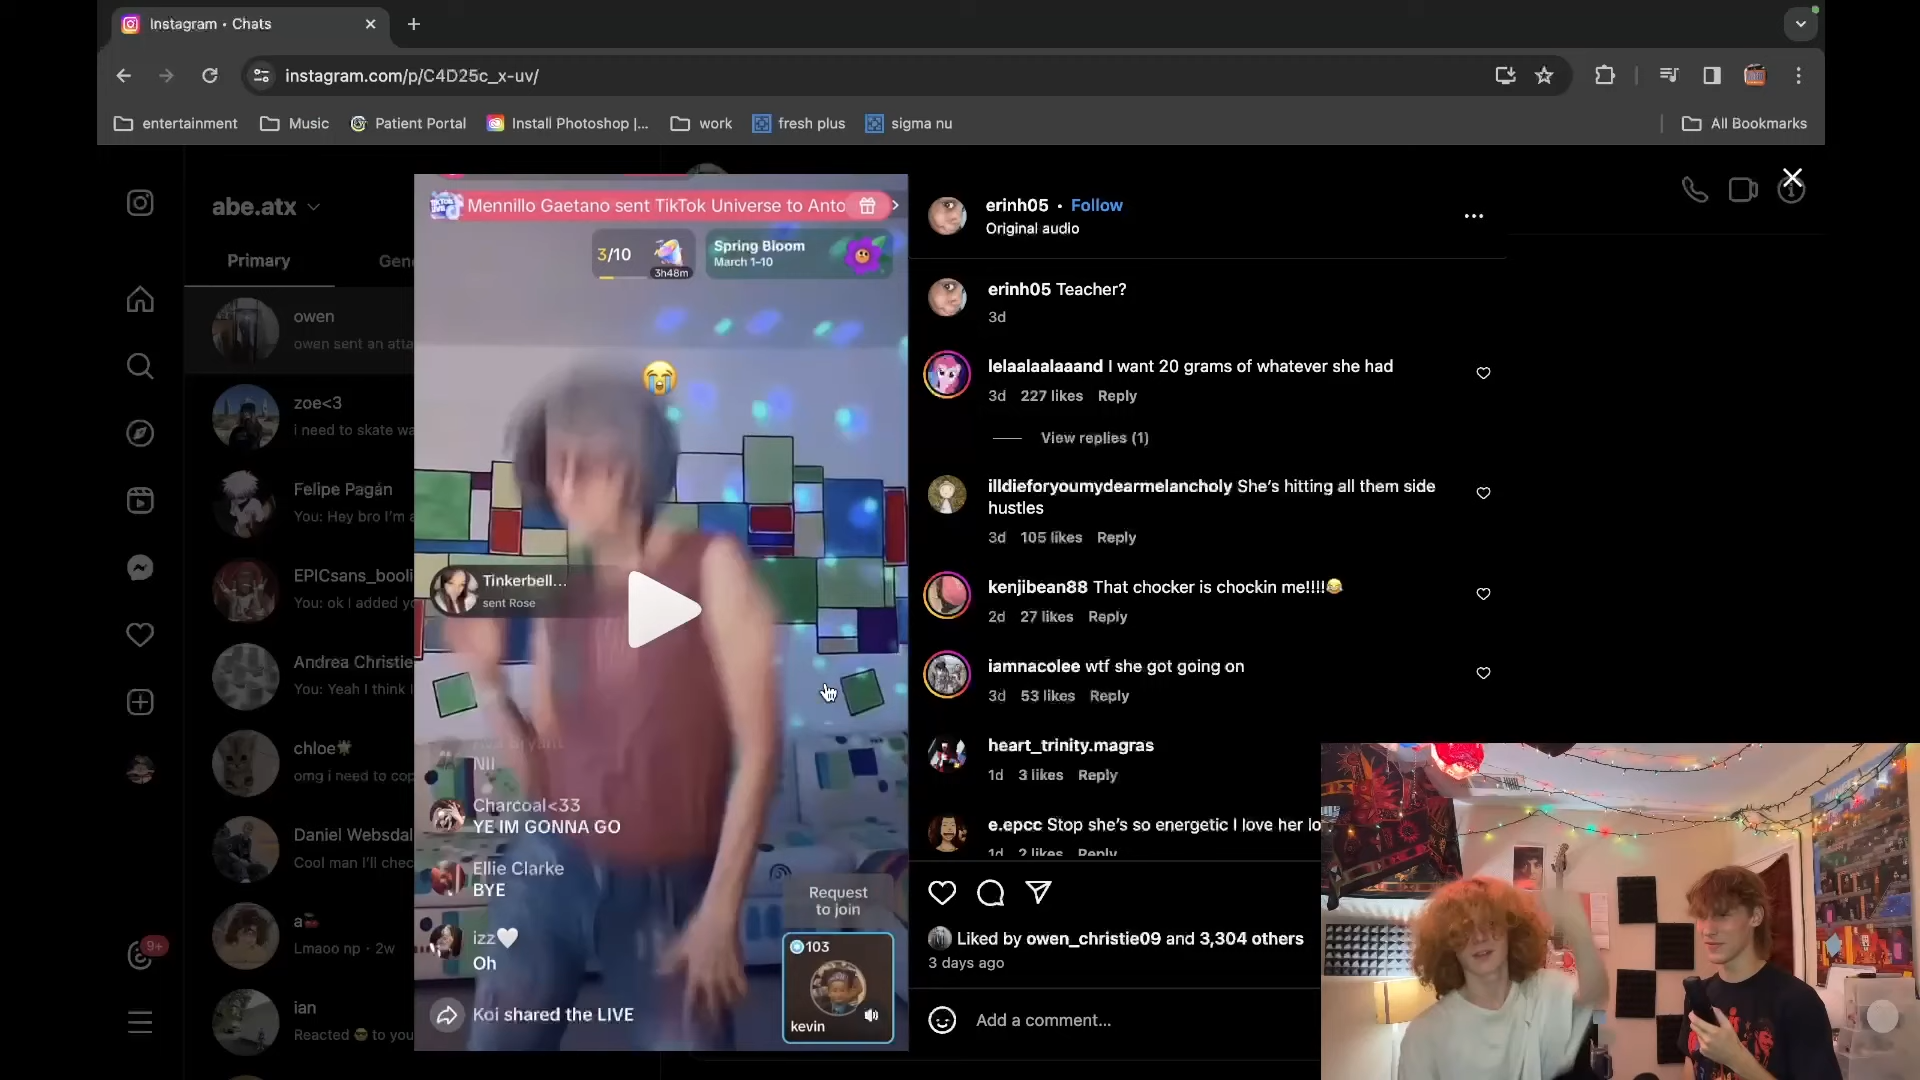 Instagram • Chats
instagram.com/p/C4D25c_x-uv/
entertainment
Music
Patient Portal
Install Photoshop |...
work
fresh plus
sigma nu
All Bookmarks
abe.atx
Primary
Gene
owen
owen sent an atta
zoe<3
i need to skate wa
Felipe Pagán
You: Hey bro I'm a
EPICsans_booli
You: ok I added yo
Andrea Christie
You: Yeah I think I
chloe
omg i need to cop
Daniel Websdal
Cool man I'll chec
a🍒
Lmaoo np · 2w
ian
Reacted 😎 to you
9+
Mennillo Gaetano sent TikTok Universe to Anto
3/10
3h48m
Spring Bloom
March 1-10
Tinkerbell...
sent Rose
NII
Charcoal<33
YE IM GONNA GO
Ellie Clarke
BYE
izz🤍
Oh
Koi shared the LIVE
Request
to join
103
kevin
erinh05 • Follow
Original audio
erinh05 Teacher?
3d
lelaalaalaaand I want 20 grams of whatever she had
3d 227 likes Reply
View replies (1)
illdieforyoumydearmelancholy She's hitting all them side
hustles
3d 105 likes Reply
kenjibean88 That chocker is chockin me!!!!😂
2d 27 likes Reply
iamnacolee wtf she got going on
3d 53 likes Reply
heart_trinity.magras
1d 3 likes Reply
e.epcc Stop she's so energetic I love her lo
1d 2 likes Reply
Liked by owen_christie09 and 3,304 others
3 days ago
Add a comment...